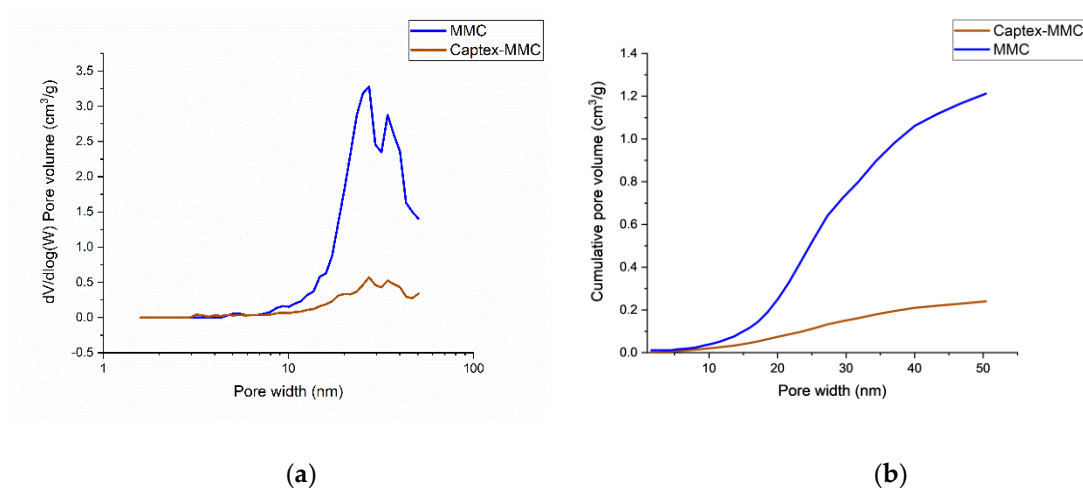 MMC
Captex-MMC
3.5
3.0
2.5
2.0
1.5
1.0
0.5
0.0
-0.5
dV/dlog(W) Pore volume (cm³/g)
1
10
100
Pore width (nm)
(a)
Captex-MMC
MMC
1.4
1.2
1.0
0.8
0.6
0.4
0.2
0.0
Cumulative pore volume (cm³/g)
10
20
30
40
50
Pore width (nm)
(b)